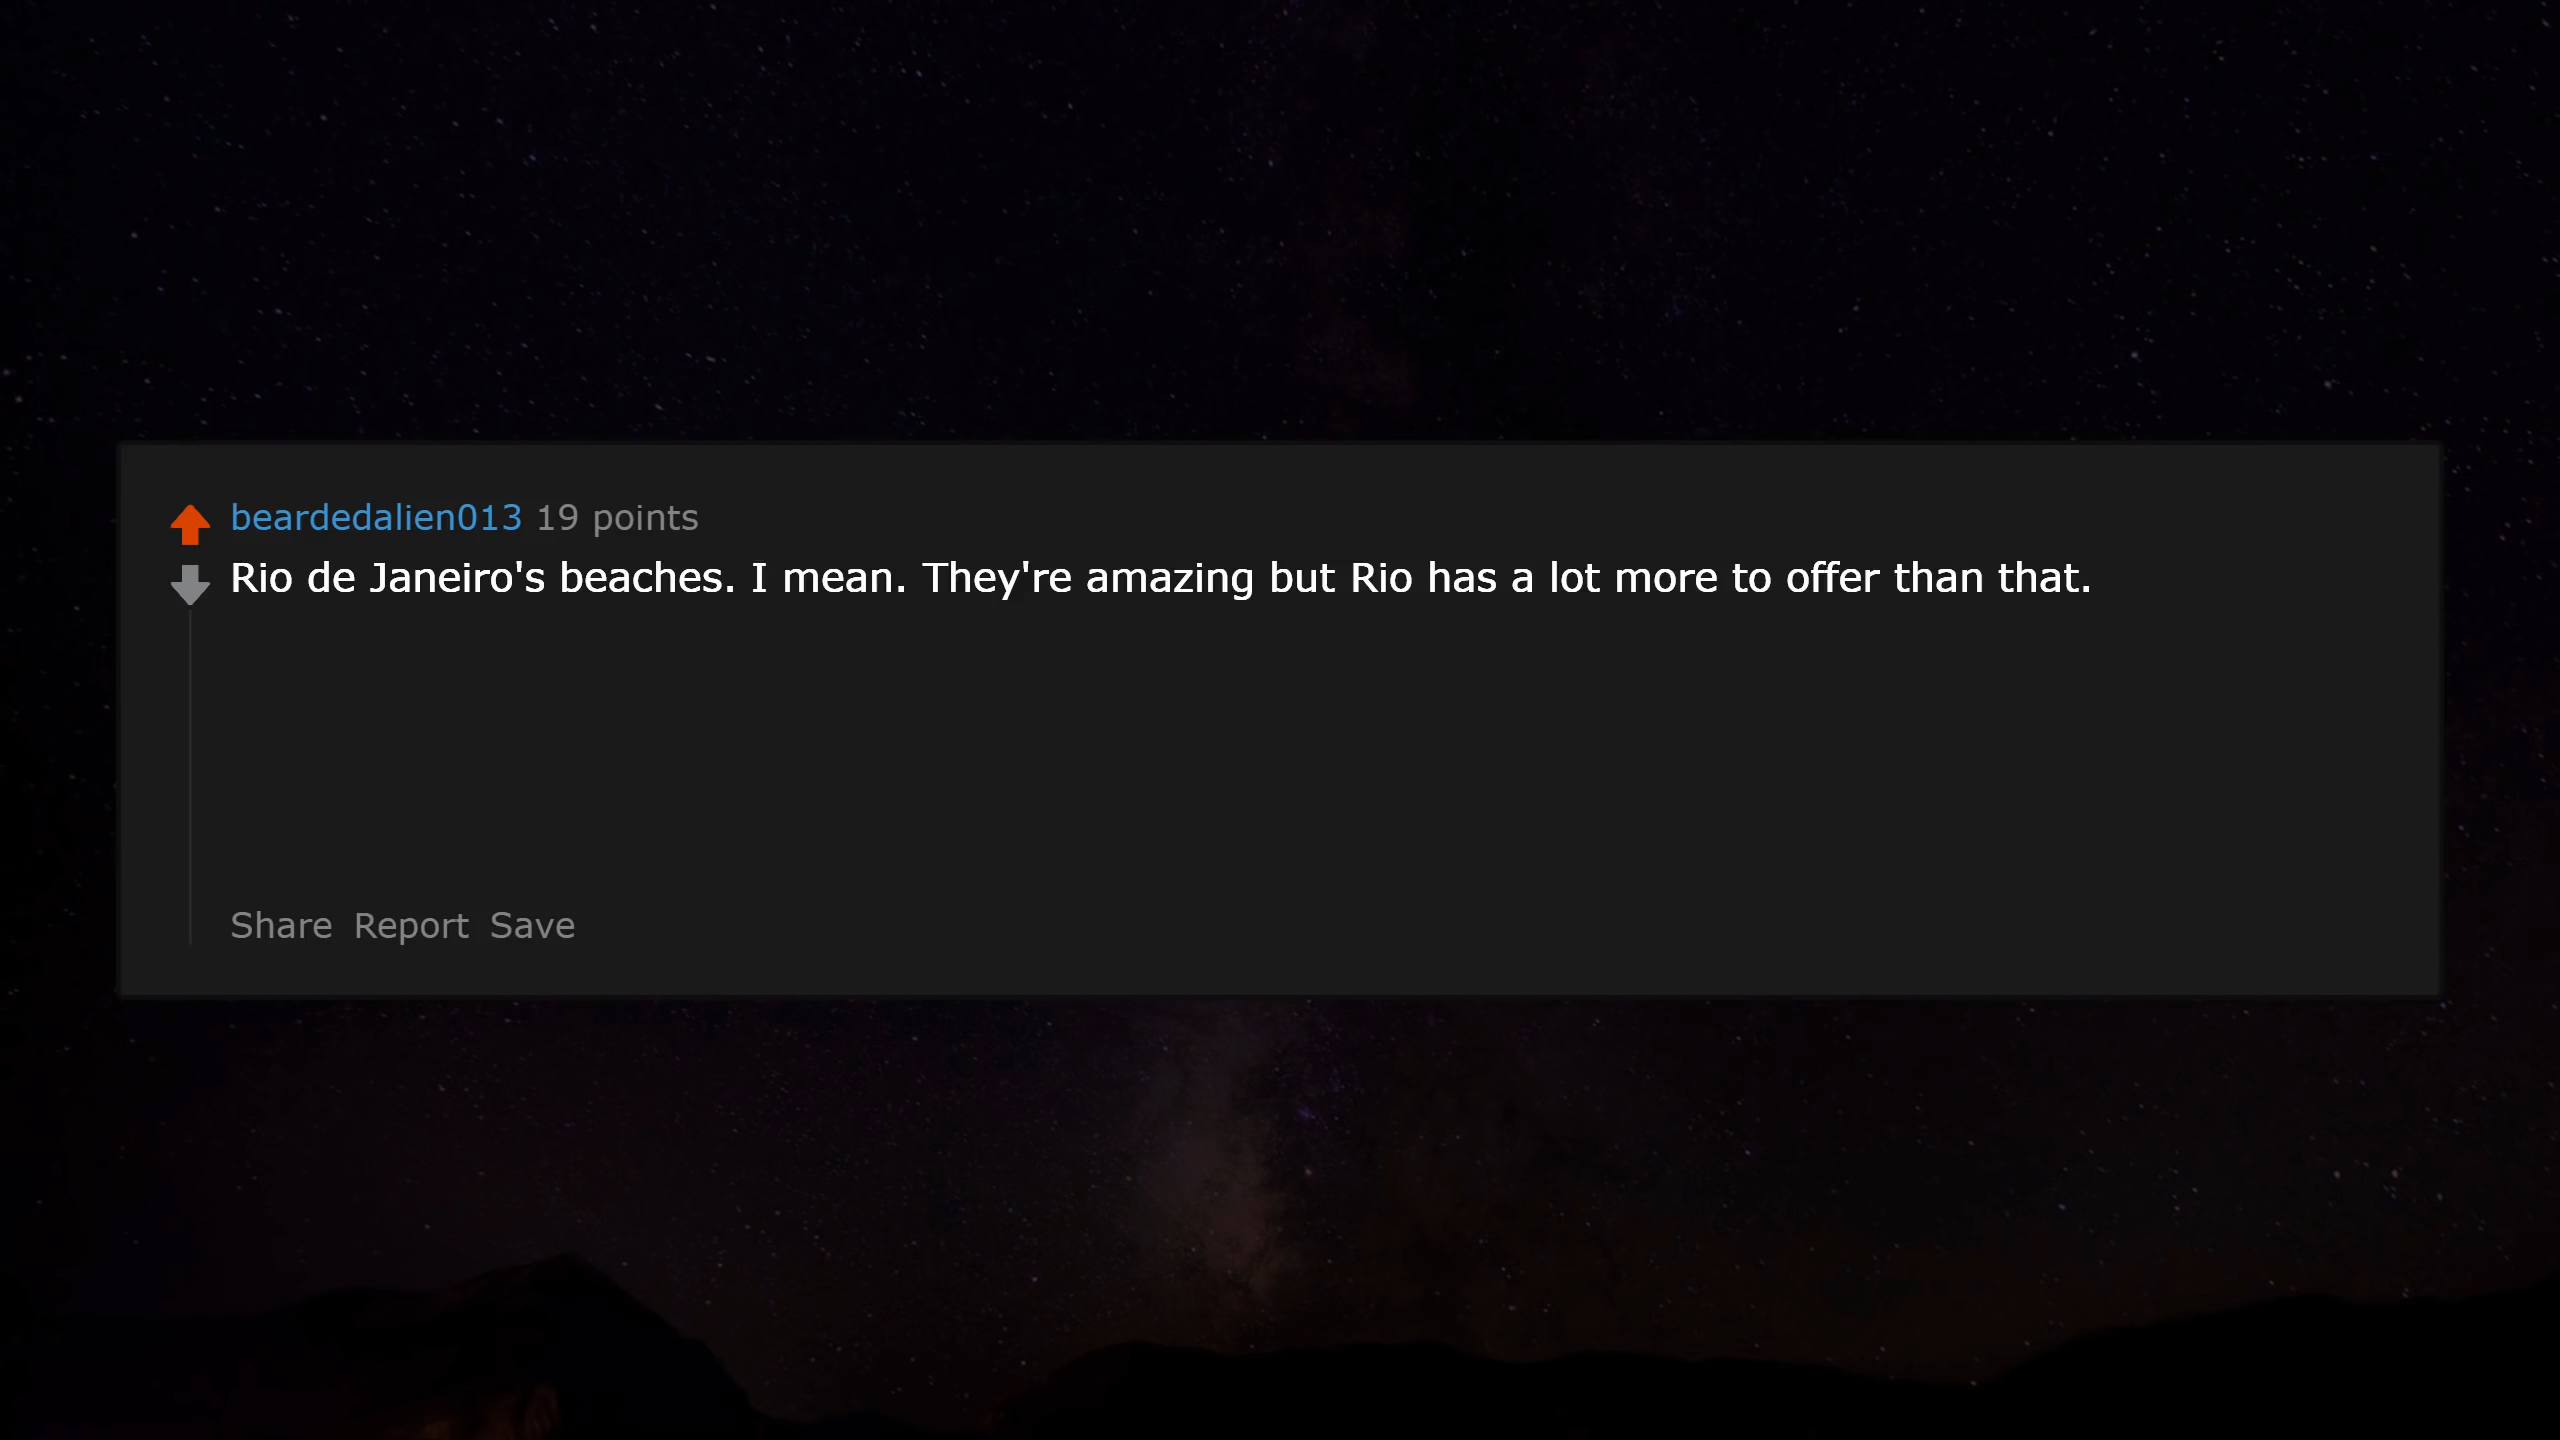 beardedalien013 19 points
Rio de Janeiro's beaches. I mean. They're amazing but Rio has a lot more to offer than that.
Share Report Save